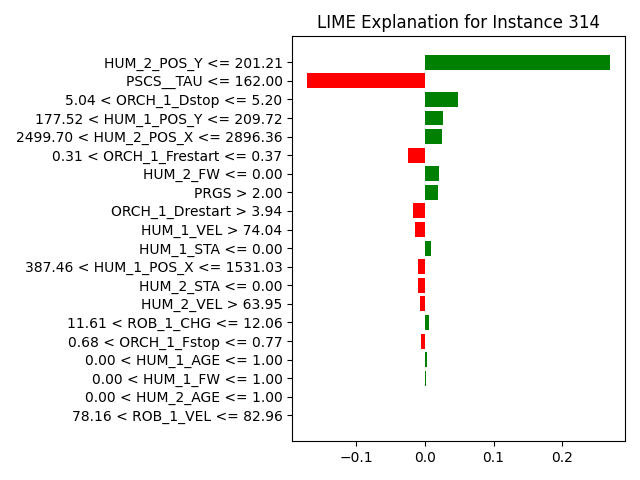 LIME Explanation for Instance 314
HUM_2_POS_Y <= 201.21
PSCS__TAU <= 162.00
5.04 < ORCH_1_Dstop <= 5.20
177.52 < HUM_1_POS_Y <= 209.72
2499.70 < HUM_2_POS_X <= 2896.36
0.31 < ORCH_1_Frestart <= 0.37
HUM_2_FW <= 0.00
PRGS > 2.00
ORCH_1_Drestart > 3.94
HUM_1_VEL > 74.04
HUM_1_STA <= 0.00
387.46 < HUM_1_POS_X <= 1531.03
HUM_2_STA <= 0.00
HUM_2_VEL > 63.95
11.61 < ROB_1_CHG <= 12.06
0.68 < ORCH_1_Fstop <= 0.77
0.00 < HUM_1_AGE <= 1.00
0.00 < HUM_1_FW <= 1.00
0.00 < HUM_2_AGE <= 1.00
78.16 < ROB_1_VEL <= 82.96
−0.1 0.0 0.1 0.2